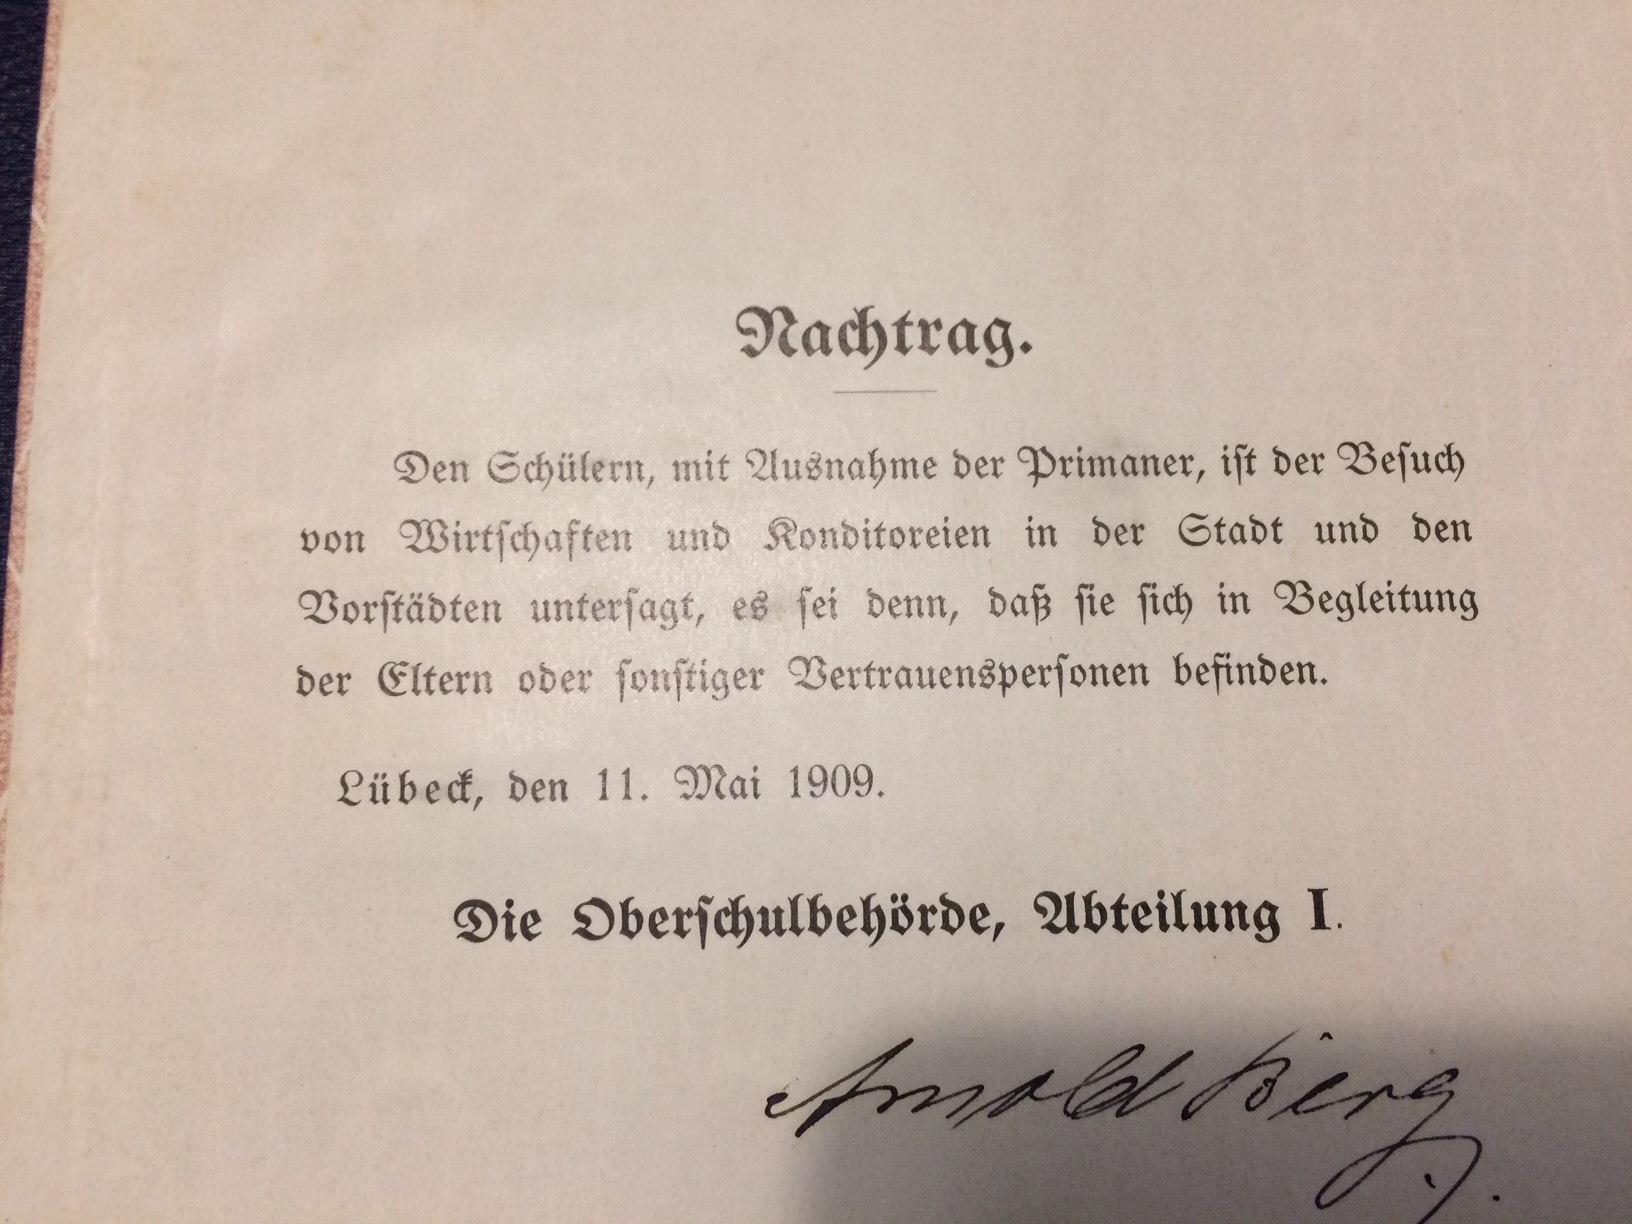 Nachtrag.
Den Schülern, mit Ausnahme der Primaner, ist der Besuch
von Wirtschaften und Konditoreien in der Stadt und den
Vorstädten untersagt, es sei denn, daß sie sich in Begleitung
der Eltern oder sonstiger Vertrauenspersonen befinden.
Lübeck, den 11. Mai 1909.
Die Oberschulbehörde, Abteilung I.
Arnold Berg.